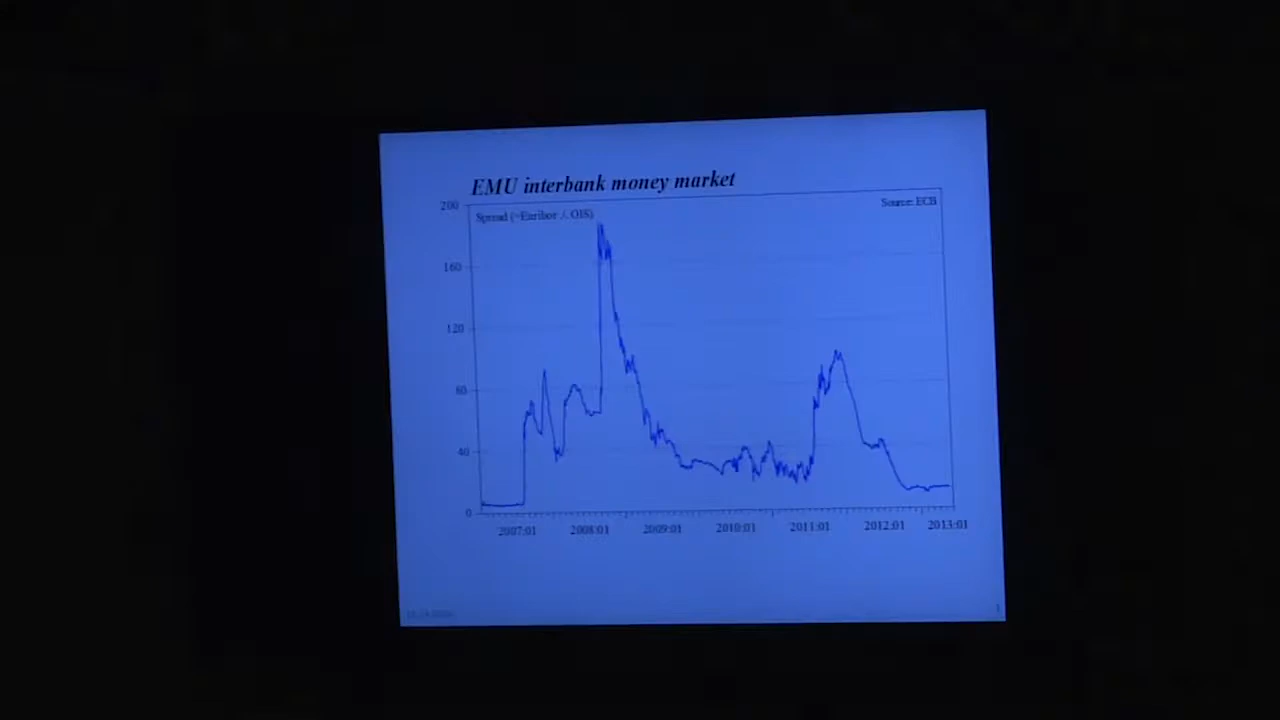 EMU interbank money market
200
Spread (~Euribor ./. OIS)
Source: ECB
160
120
80
40
0
2007:01 2008:01 2009:01 2010:01 2011:01 2012:01 2013:01
1